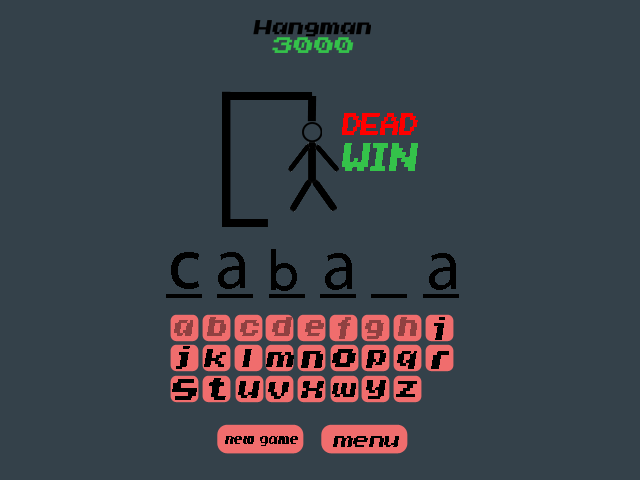 Hangman
3000
DEAD
WIN
c a b a _ a
a b c d e f g h i
j k l m n o p q r
s t u v x w y z
new game menu